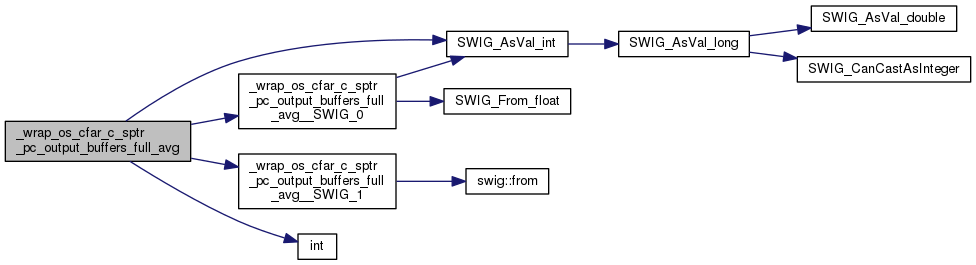 _wrap_os_cfar_c_sptr
_pc_output_buffers_full_avg
SWIG_AsVal_int
_wrap_os_cfar_c_sptr
_pc_output_buffers_full
_avg__SWIG_0
_wrap_os_cfar_c_sptr
_pc_output_buffers_full
_avg__SWIG_1
int
SWIG_From_float
swig::from
SWIG_AsVal_long
SWIG_AsVal_double
SWIG_CanCastAsInteger